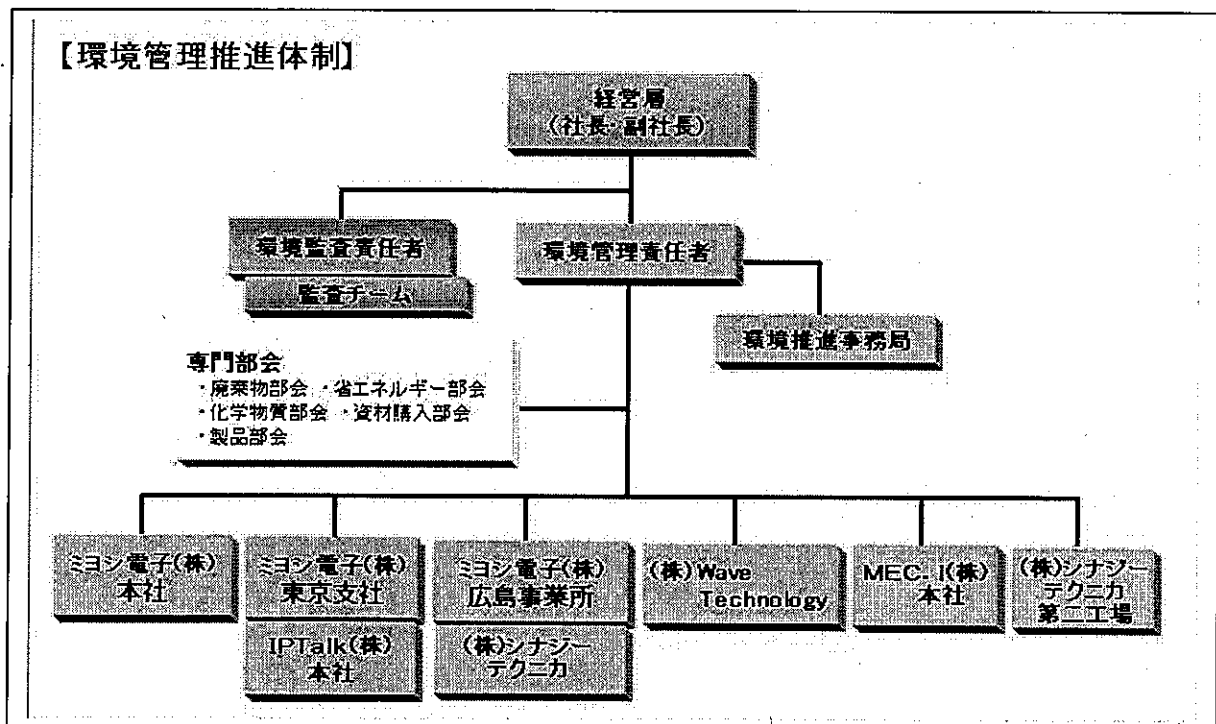 【環境管理推進体制】
経営層
(社長・副社長)
環境監査責任者
監査チーム
環境管理責任者
環境推進事務局
専門部会
・廃棄物部会 ・省エネルギー部会
・化学物質部会 ・資材購入部会
・製品部会
ミヨシ電子(株)
本社
ミヨシ電子(株)
東京支社
IPTalk(株)
本社
ミヨシ電子(株)
広島事業所
(株)シナジー
テクニカ
(株)Wave
Technology
MEC. I(株)
本社
(株)シナジー
テクニカ
第二工場